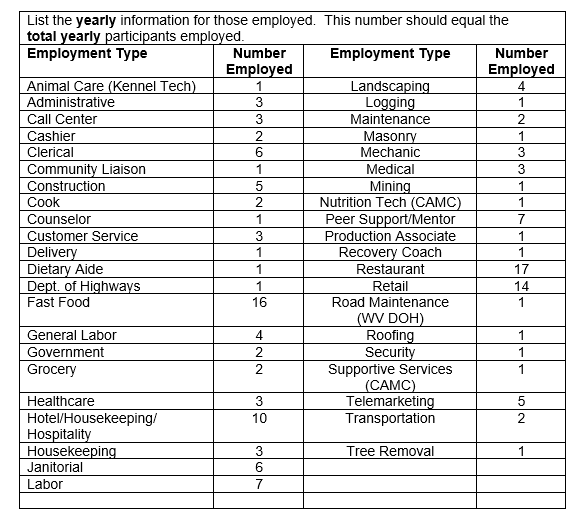 List the yearly information for those employed.  This number should equal the
total yearly participants employed.
Employment Type Number Employed Employment Type Number Employed
Animal Care (Kennel Tech) 1 Landscaping 4
Administrative 3 Logging 1
Call Center 3 Maintenance 2
Cashier 2 Masonry 1
Clerical 6 Mechanic 3
Community Liaison 1 Medical 3
Construction 5 Mining 1
Cook 2 Nutrition Tech (CAMC) 1
Counselor 1 Peer Support/Mentor 7
Customer Service 3 Production Associate 1
Delivery 1 Recovery Coach 1
Dietary Aide 1 Restaurant 17
Dept. of Highways 1 Retail 14
Fast Food 16 Road Maintenance (WV DOH) 1
General Labor 4 Roofing 1
Government 2 Security 1
Grocery 2 Supportive Services (CAMC) 1
Healthcare 3 Telemarketing 5
Hotel/Housekeeping/ Hospitality 10 Transportation 2
Housekeeping 3 Tree Removal 1
Janitorial 6
Labor 7